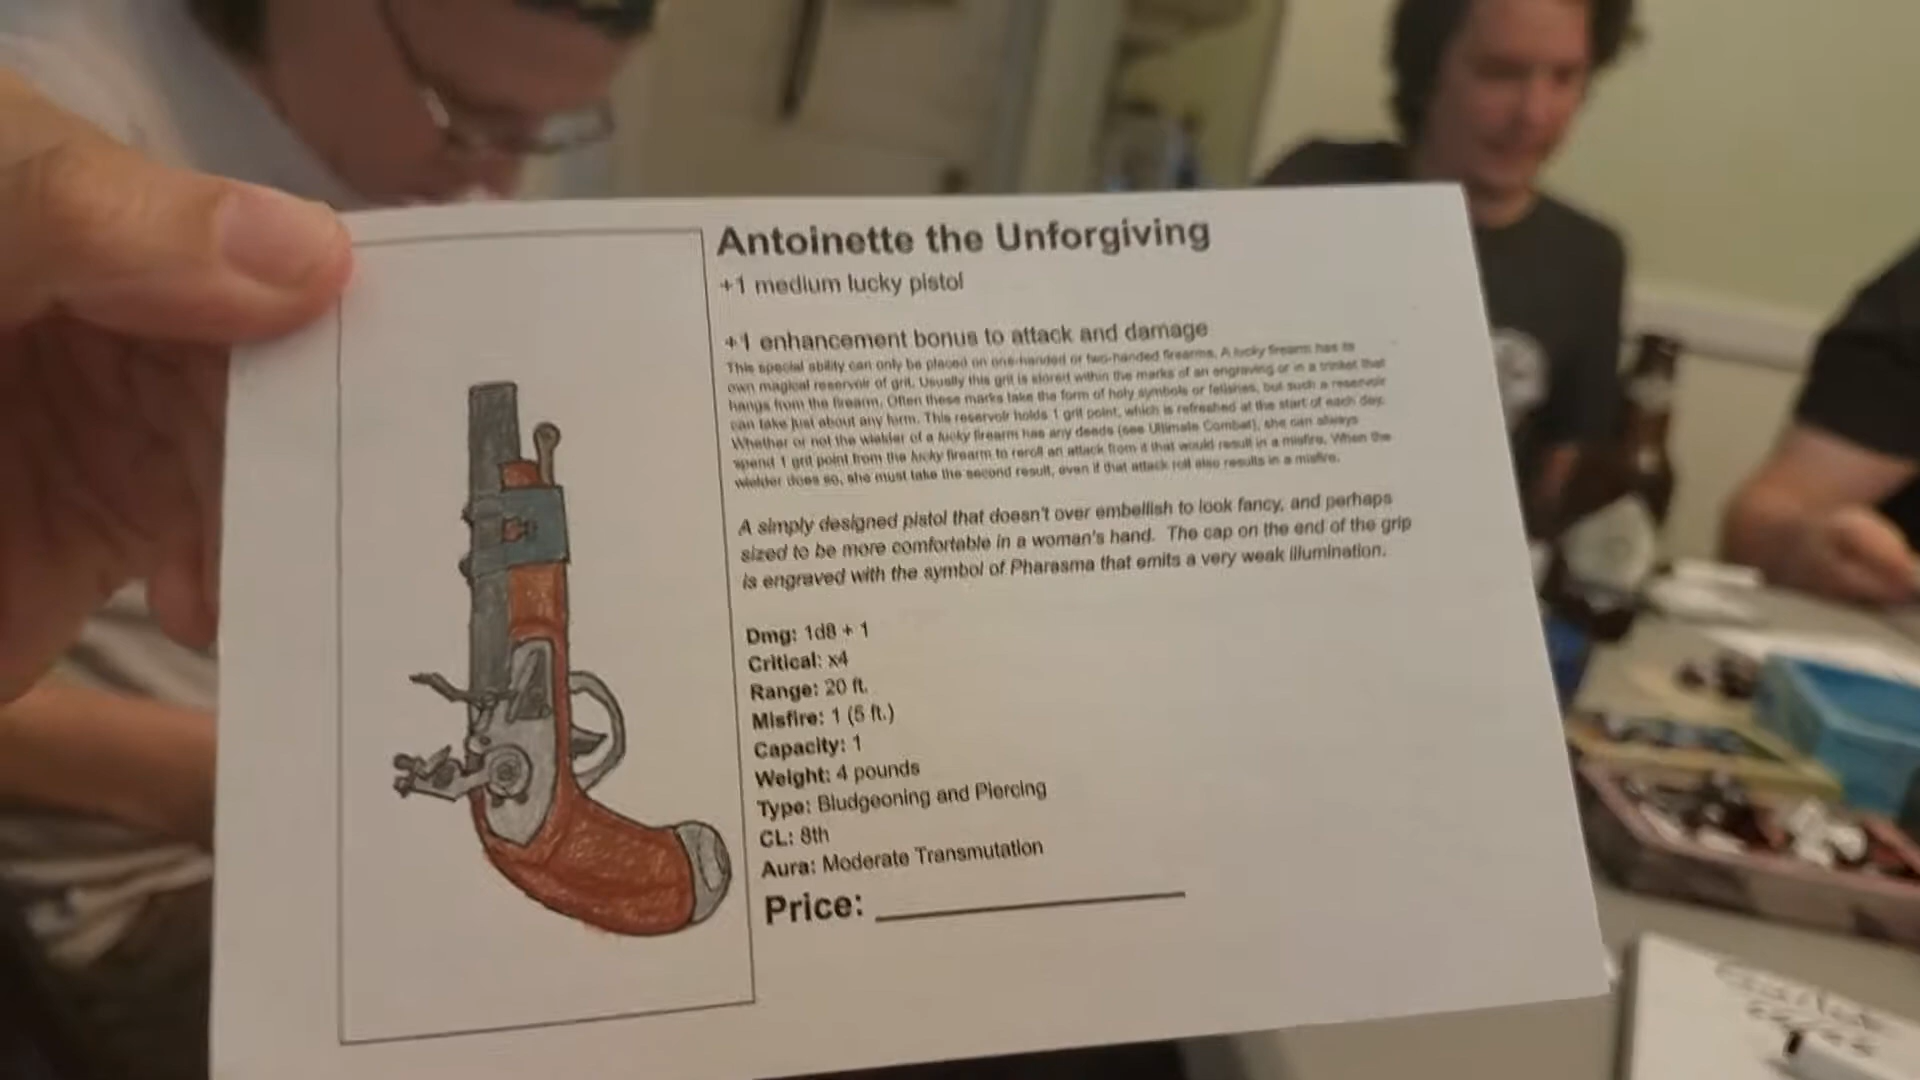 Antoinette the Unforgiving
+1 medium lucky pistol
+1 enhancement bonus to attack and damage
This special ability can only be placed on one-handed or two-handed firearms. A lucky firearm has its
own magical reservoir of grit. Usually this grit is stored within the marks of an engraving or in a trinket that
hangs from the firearm. Often these marks take the form of holy symbols or fetishes, but such a reservoir
can take just about any form. This reservoir holds 1 grit point, which is refreshed at the start of each day.
Whether or not the wielder of a lucky firearm has any deeds (see Ultimate Combat), she can always
spend 1 grit point from the lucky firearm to reroll an attack from it that would result in a misfire. When the
wielder does so, she must take the second result, even if that attack roll also results in a misfire.
A simply designed pistol that doesn't over embellish to look fancy, and perhaps
sized to be more comfortable in a woman's hand. The cap on the end of the grip
is engraved with the symbol of Pharasma that emits a very weak illumination.
Dmg: 1d8 + 1
Critical: x4
Range: 20 ft.
Misfire: 1 (5 ft.)
Capacity: 1
Weight: 4 pounds
Type: Bludgeoning and Piercing
CL: 8th
Aura: Moderate Transmutation
Price: